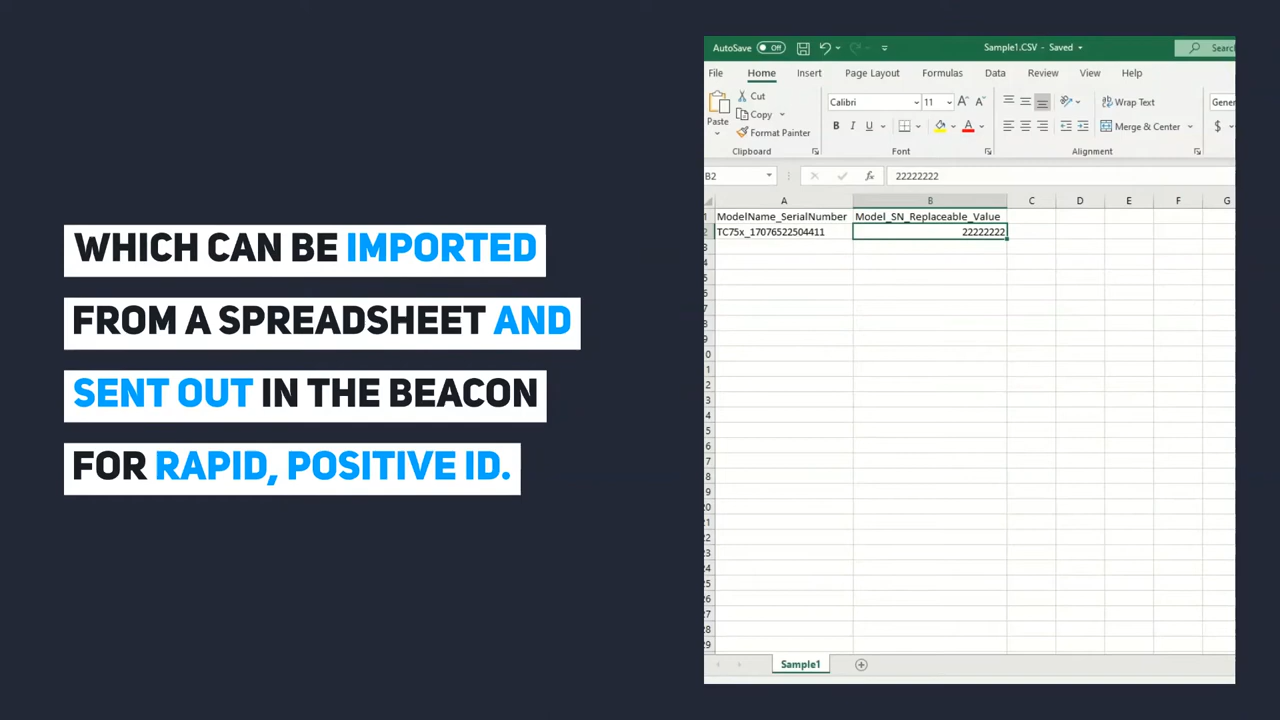 WHICH CAN BE IMPORTED
FROM A SPREADSHEET AND
SENT OUT IN THE BEACON
FOR RAPID, POSITIVE ID.
AutoSave Off
Sample1.CSV - Saved
File Home Insert Page Layout Formulas Data Review View Help
Paste
Cut
Copy
Format Painter
Calibri 11
B I U
Wrap Text
Merge & Center
$
Clipboard Font Alignment
B2 fx 22222222
A B C D E F G
ModelName_SerialNumber Model_SN_Replaceable_Value
TC75x_17076522504411 22222222
Sample1